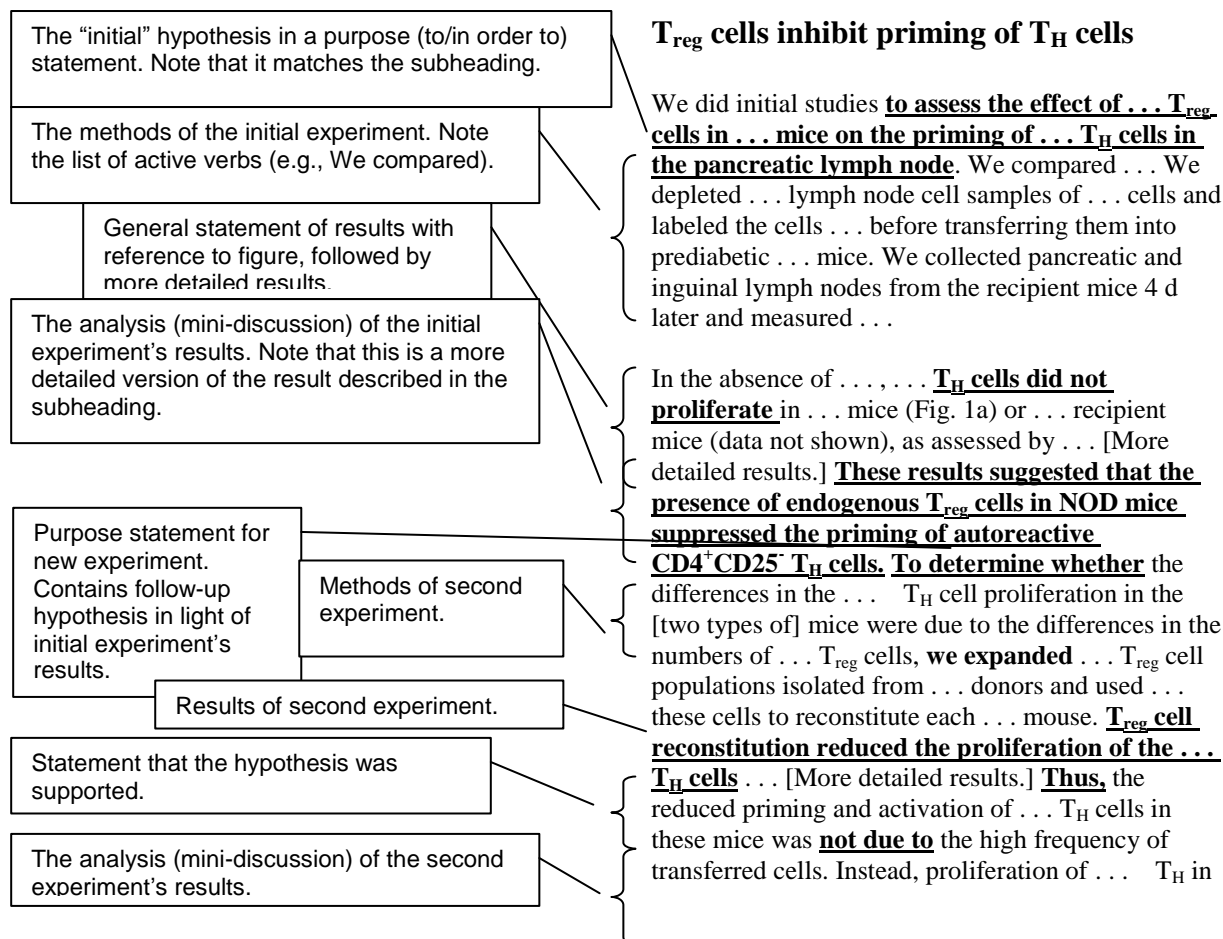 The “initial” hypothesis in a purpose (to/in order to)
statement. Note that it matches the subheading.
The methods of the initial experiment. Note
the list of active verbs (e.g., We compared).
General statement of results with
reference to figure, followed by
more detailed results.
The analysis (mini-discussion) of the initial
experiment’s results. Note that this is a more
detailed version of the result described in the
subheading.
Purpose statement for
new experiment.
Contains follow-up
hypothesis in light of
initial experiment’s
results.
Methods of second
experiment.
Results of second experiment.
Statement that the hypothesis was
supported.
The analysis (mini-discussion) of the second
experiment’s results.
Treg cells inhibit priming of TH cells
We did initial studies to assess the effect of . . . Treg
cells in . . . mice on the priming of . . . TH cells in
the pancreatic lymph node. We compared . . . We
depleted . . . lymph node cell samples of . . . cells and
labeled the cells . . . before transferring them into
prediabetic . . . mice. We collected pancreatic and
inguinal lymph nodes from the recipient mice 4 d
later and measured . . .
In the absence of . . . , . . . TH cells did not
proliferate in . . . mice (Fig. 1a) or . . . recipient
mice (data not shown), as assessed by . . . [More
detailed results.] These results suggested that the
presence of endogenous Treg cells in NOD mice
suppressed the priming of autoreactive
CD4+CD25- TH cells. To determine whether the
differences in the . . . TH cell proliferation in the
[two types of] mice were due to the differences in the
numbers of . . . Treg cells, we expanded . . . Treg cell
populations isolated from . . . donors and used . . .
these cells to reconstitute each . . . mouse. Treg cell
reconstitution reduced the proliferation of the . . .
TH cells . . . [More detailed results.] Thus, the
reduced priming and activation of . . . TH cells in
these mice was not due to the high frequency of
transferred cells. Instead, proliferation of . . . TH in